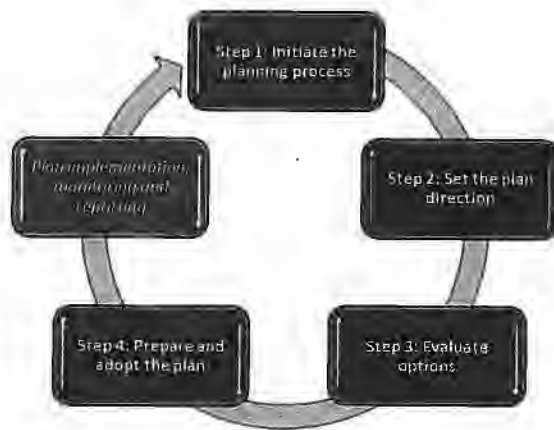 Step 1: Initiate the
planning process
Step 2: Set the plan
direction
Step 3: Evaluate
options
Step 4: Prepare and
adopt the plan
Plan implementation,
monitoring and
reporting